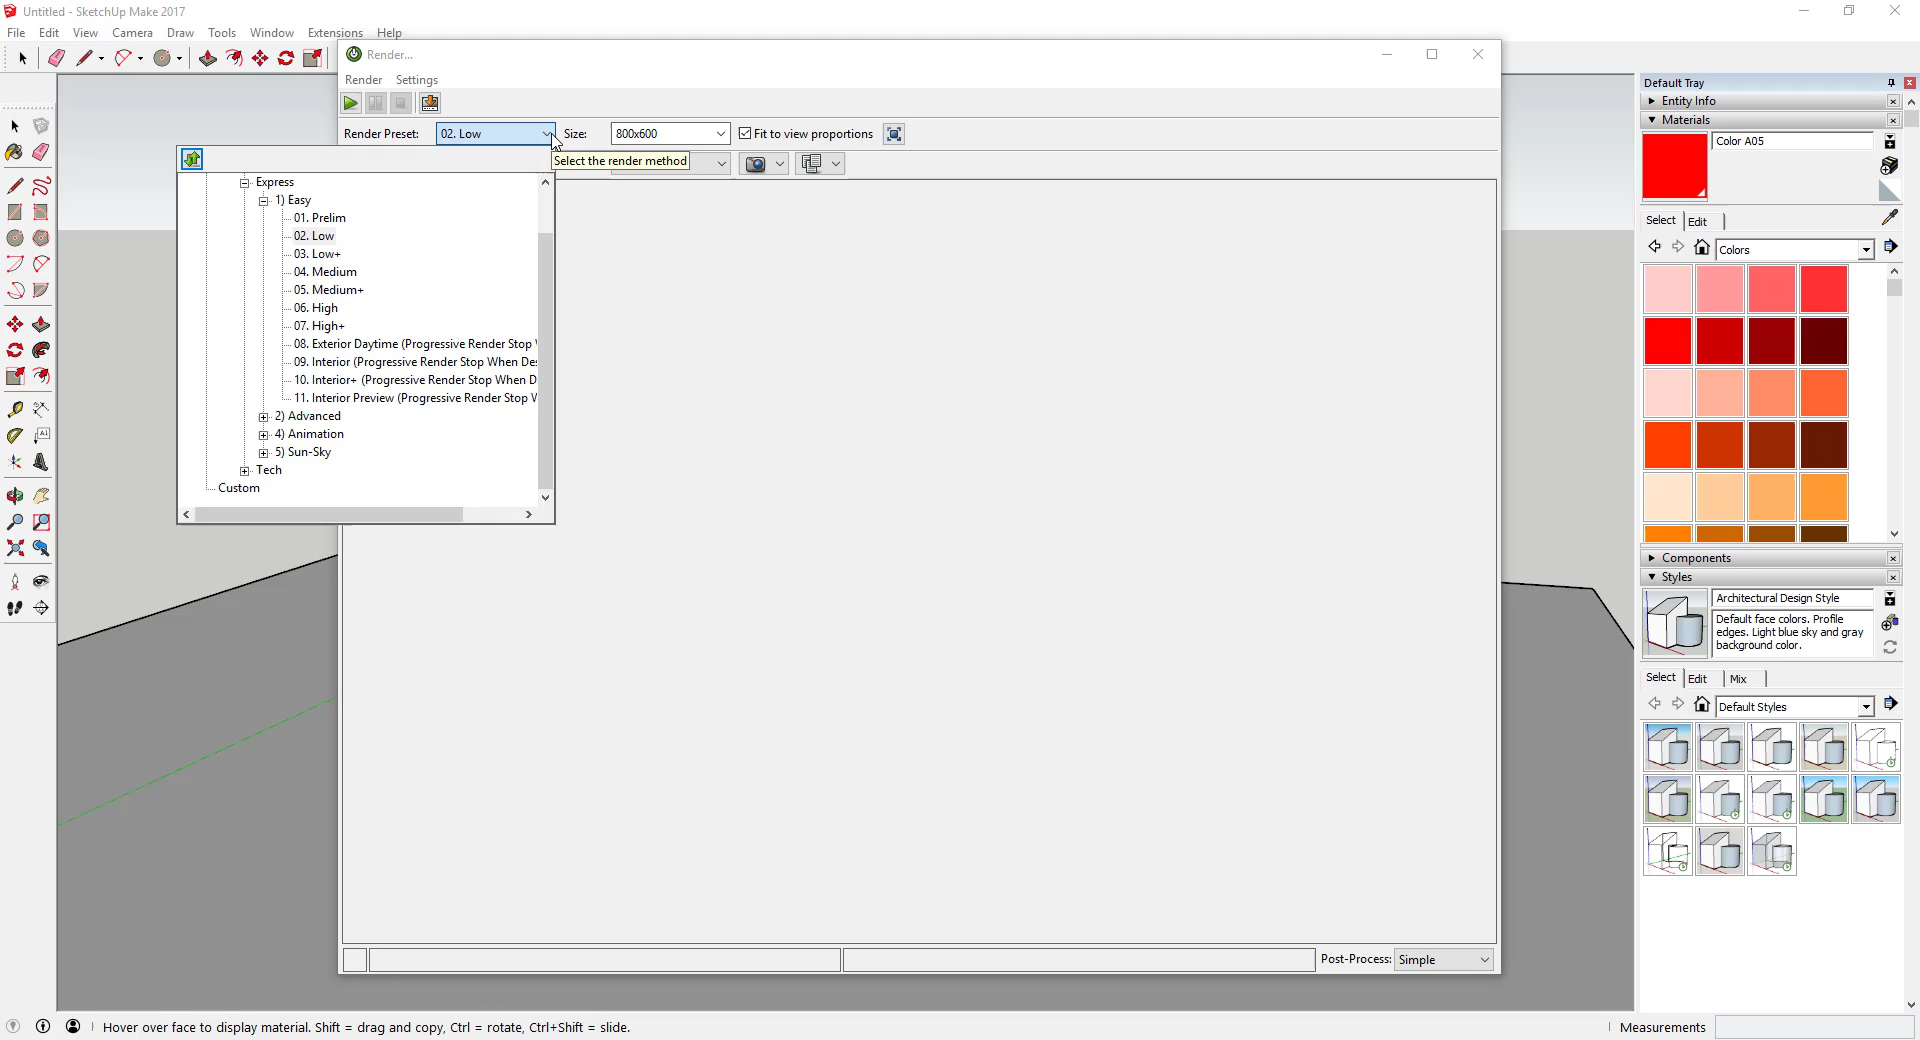 Untitled - SketchUp Make 2017
File Edit View Camera Draw Tools Window Extensions Help
Render...
Render Settings
Render Preset: 02. Low Size: 800x600 Fit to view proportions
Select the render method
Express
1) Easy
01. Prelim
02. Low
03. Low+
04. Medium
05. Medium+
06. High
07. High+
08. Exterior Daytime (Progressive Render Stop
09. Interior (Progressive Render Stop When De
10. Interior+ (Progressive Render Stop When D
11. Interior Preview (Progressive Render Stop
2) Advanced
4) Animation
5) Sun-Sky
Tech
Custom
Post-Process: Simple
Default Tray
Entity Info
Materials
Color A05
Select Edit
Colors
Components
Styles
Architectural Design Style
Default face colors. Profile
edges. Light blue sky and gray
background color.
Select Edit Mix
Default Styles
Hover over face to display material. Shift = drag and copy, Ctrl = rotate, Ctrl+Shift = slide.
Measurements